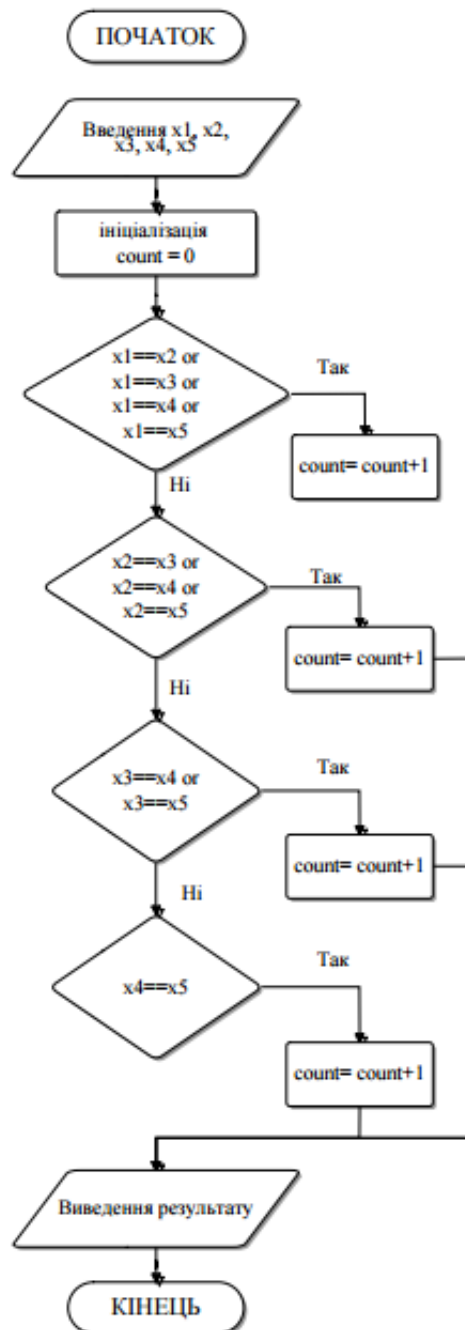 ПОЧАТОК
Введення x1, x2,
x3, x4, x5
ініціалізація
count = 0
x1==x2 or
x1==x3 or
x1==x4 or
x1==x5
Так
count= count+1
Ні
x2==x3 or
x2==x4 or
x2==x5
Так
count= count+1
Ні
x3==x4 or
x3==x5
Так
count= count+1
Ні
x4==x5
Так
count= count+1
Виведення результату
КІНЕЦЬ